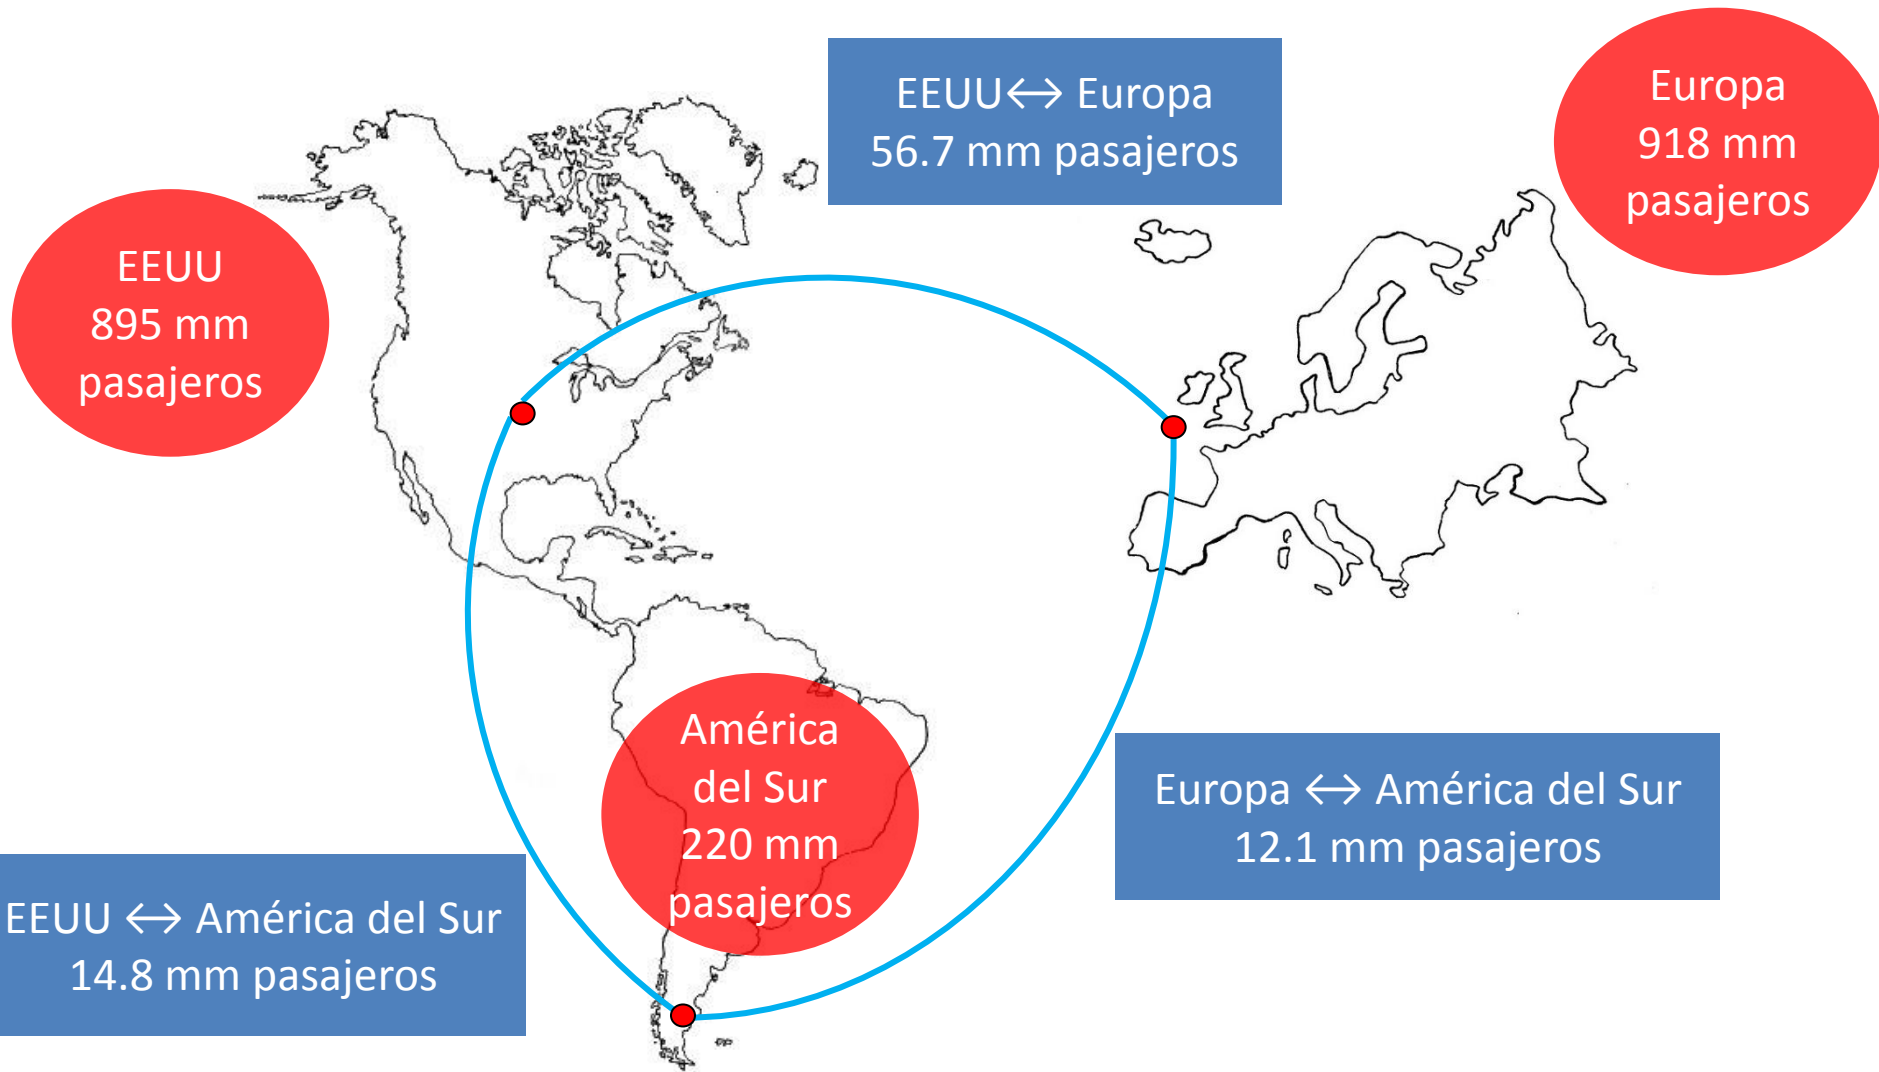 EEUU↔ Europa
56.7 mm pasajeros
Europa
918 mm
pasajeros
EEUU
895 mm
pasajeros
América
del Sur
220 mm
pasajeros
Europa ↔ América del Sur
12.1 mm pasajeros
EEUU ↔ América del Sur
14.8 mm pasajeros